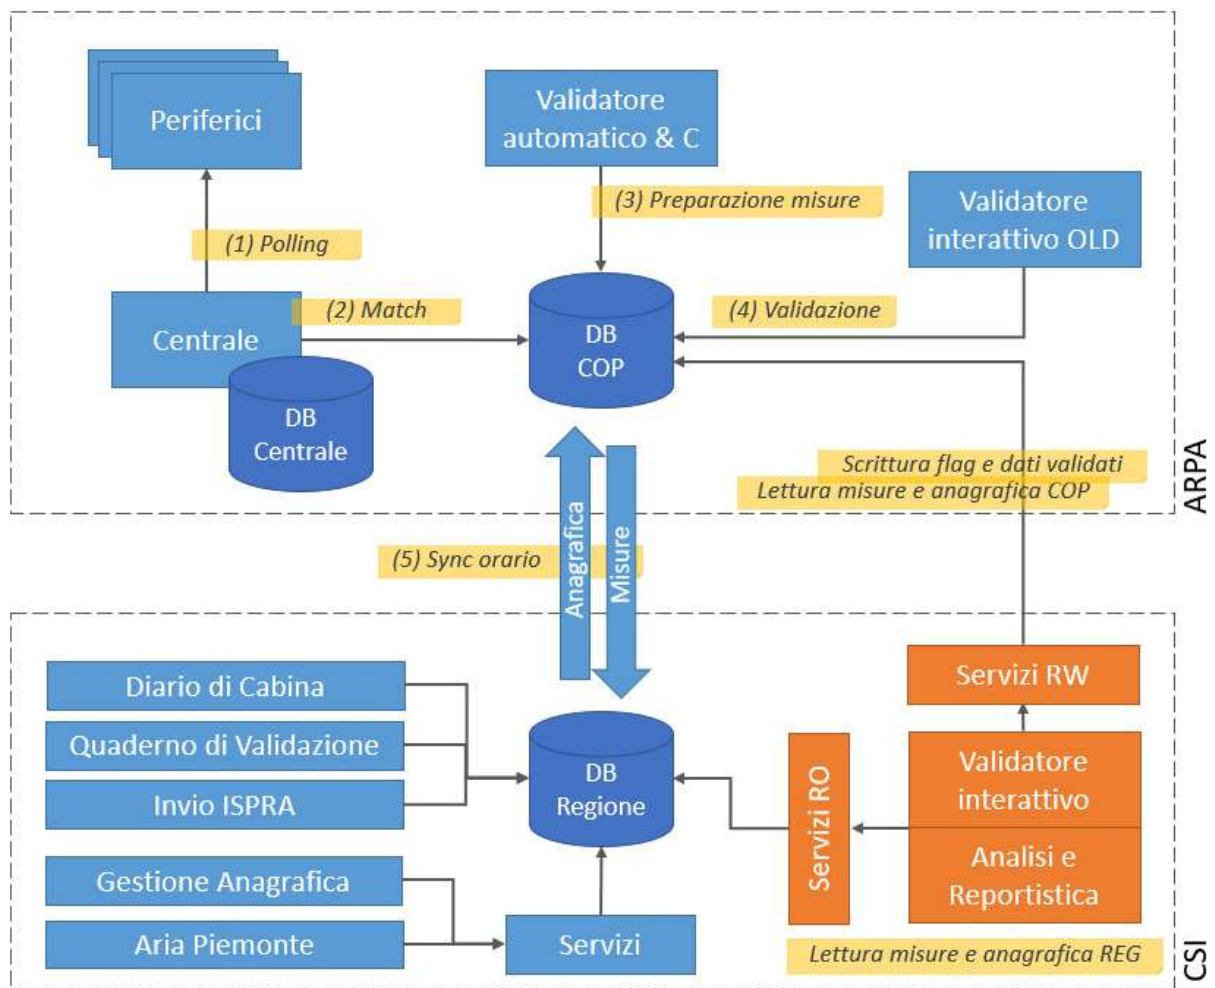 Periferici
Validatore
automatico & C
(3) Preparazione misure
Validatore
interattivo OLD
(1) Polling
Centrale
(2) Match
DB
COP
(4) Validazione
DB
Centrale
Scrittura flag e dati validati
Lettura misure e anagrafica COP
ARPA
(5) Sync orario
Anagrafica
Misure
Diario di Cabina
Quaderno di Validazione
Invio ISPRA
Gestione Anagrafica
Aria Piemonte
DB
Regione
Servizi
Servizi RW
Servizi RO
Validatore
interattivo
Analisi e
Reportistica
Lettura misure e anagrafica REG
CSI